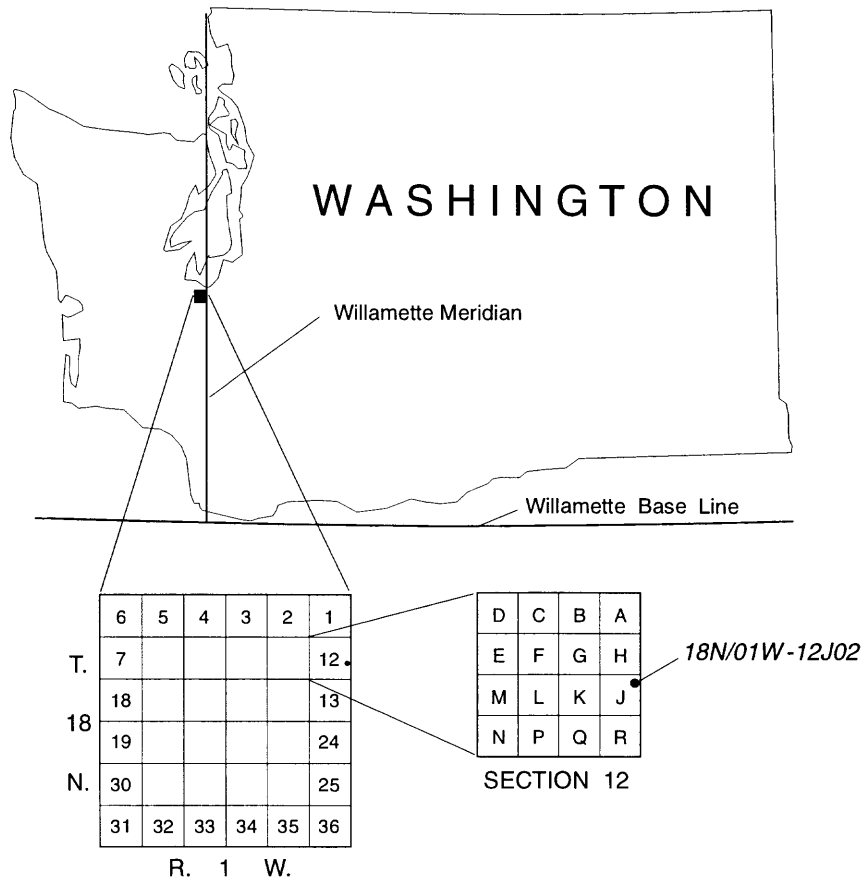 WASHINGTON
Willamette Meridian
Willamette Base Line
6 5 4 3 2 1
T. 7 12
18 13
18
19 24
N. 30 25
31 32 33 34 35 36
R. 1 W.
D C B A
E F G H
18N/01W-12J02
M L K J
N P Q R
SECTION 12